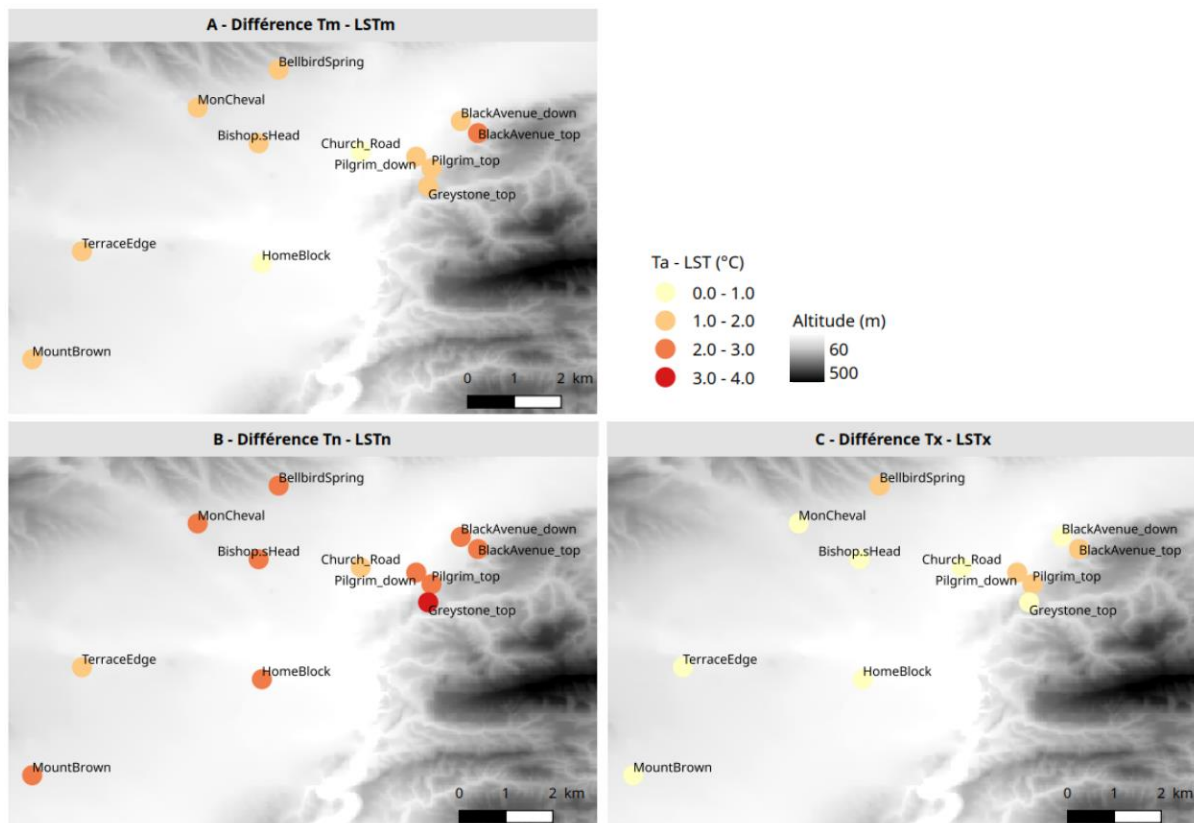 A - Différence Tm - LSTm
BellbirdSpring
MonCheval
BlackAvenue_down
Bishop.sHead
Church_Road
BlackAvenue_top
Pilgrim_down
Pilgrim_top
Greystone_top
TerraceEdge
HomeBlock
MountBrown
0 1 2 km
Ta - LST (°C)
0.0 - 1.0
1.0 - 2.0
2.0 - 3.0
3.0 - 4.0
Altitude (m)
60
500
B - Différence Tn - LSTn
BellbirdSpring
MonCheval
BlackAvenue_down
Bishop.sHead
Church_Road
BlackAvenue_top
Pilgrim_down
Pilgrim_top
Greystone_top
TerraceEdge
HomeBlock
MountBrown
0 1 2 km
C - Différence Tx - LSTx
BellbirdSpring
MonCheval
BlackAvenue_down
Bishop.sHead
Church_Road
BlackAvenue_top
Pilgrim_down
Pilgrim_top
Greystone_top
TerraceEdge
HomeBlock
MountBrown
0 1 2 km